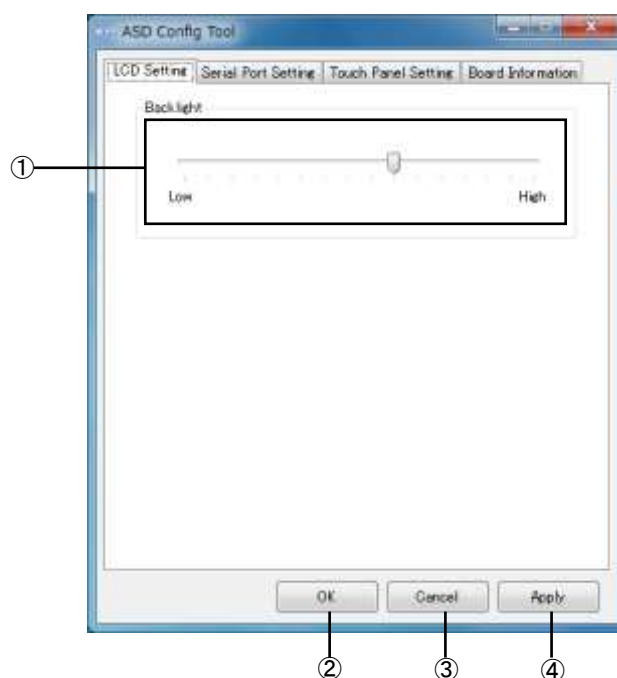 ASD Config Tool
LCD Setting Serial Port Setting Touch Panel Setting Board Information
Backlight
①
Low High
OK Cancel Apply
② ③ ④